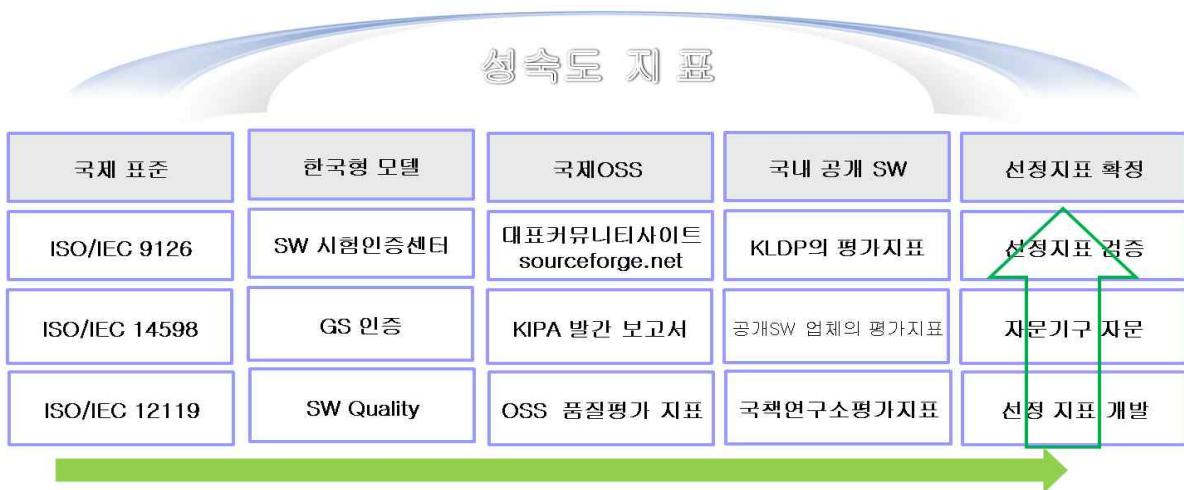 성숙도 지표
국제 표준
한국형 모델
국제OSS
국내 공개 SW
선정지표 확정
ISO/IEC 9126
SW 시험인증센터
대표커뮤니티사이트
sourceforge.net
KLDP의 평가지표
선정지표 검증
ISO/IEC 14598
GS 인증
KIPA 발간 보고서
공개SW 업체의 평가지표
자문기구 자문
ISO/IEC 12119
SW Quality
OSS 품질평가 지표
국책연구소평가지표
선정 지표 개발